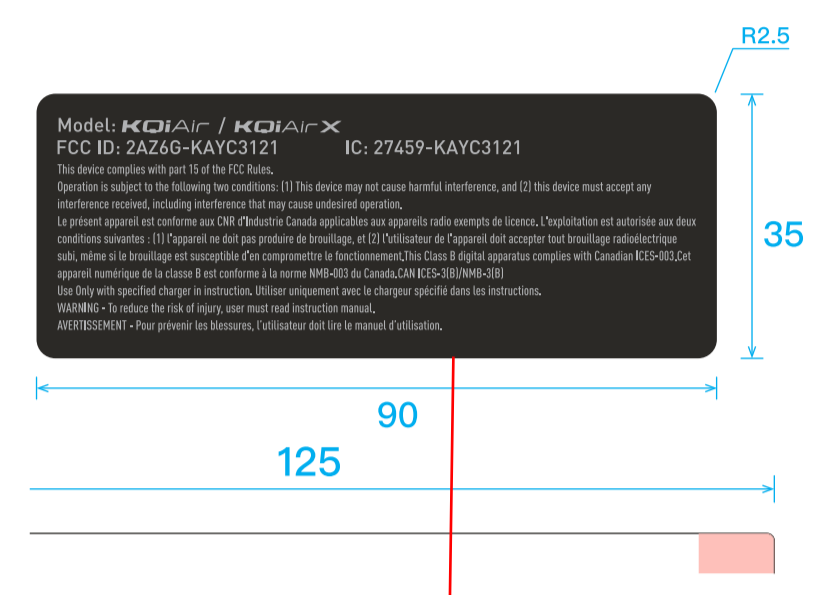 R2.5
Model: KQiAir / KQiAir X
FCC ID: 2AZ6G-KAYC3121 IC: 27459-KAYC3121
This device complies with part 15 of the FCC Rules.
Operation is subject to the following two conditions: (1) This device may not cause harmful interference, and (2) this device must accept any
interference received, including interference that may cause undesired operation.
Le présent appareil est conforme aux CNR d'Industrie Canada applicables aux appareils radio exempts de licence. L'exploitation est autorisée aux deux
conditions suivantes : (1) l'appareil ne doit pas produire de brouillage, et (2) l'utilisateur de l'appareil doit accepter tout brouillage radioélectrique
subi, même si le brouillage est susceptible d'en compromettre le fonctionnement.This Class B digital apparatus complies with Canadian ICES-003.Cet
appareil numérique de la classe B est conforme à la norme NMB-003 du Canada.CAN ICES-3(B)/NMB-3(B)
Use Only with specified charger in instruction. Utiliser uniquement avec le chargeur spécifié dans les instructions.
WARNING - To reduce the risk of injury, user must read instruction manual.
AVERTISSEMENT - Pour prévenir les blessures, l'utilisateur doit lire le manuel d'utilisation.
35
90
125